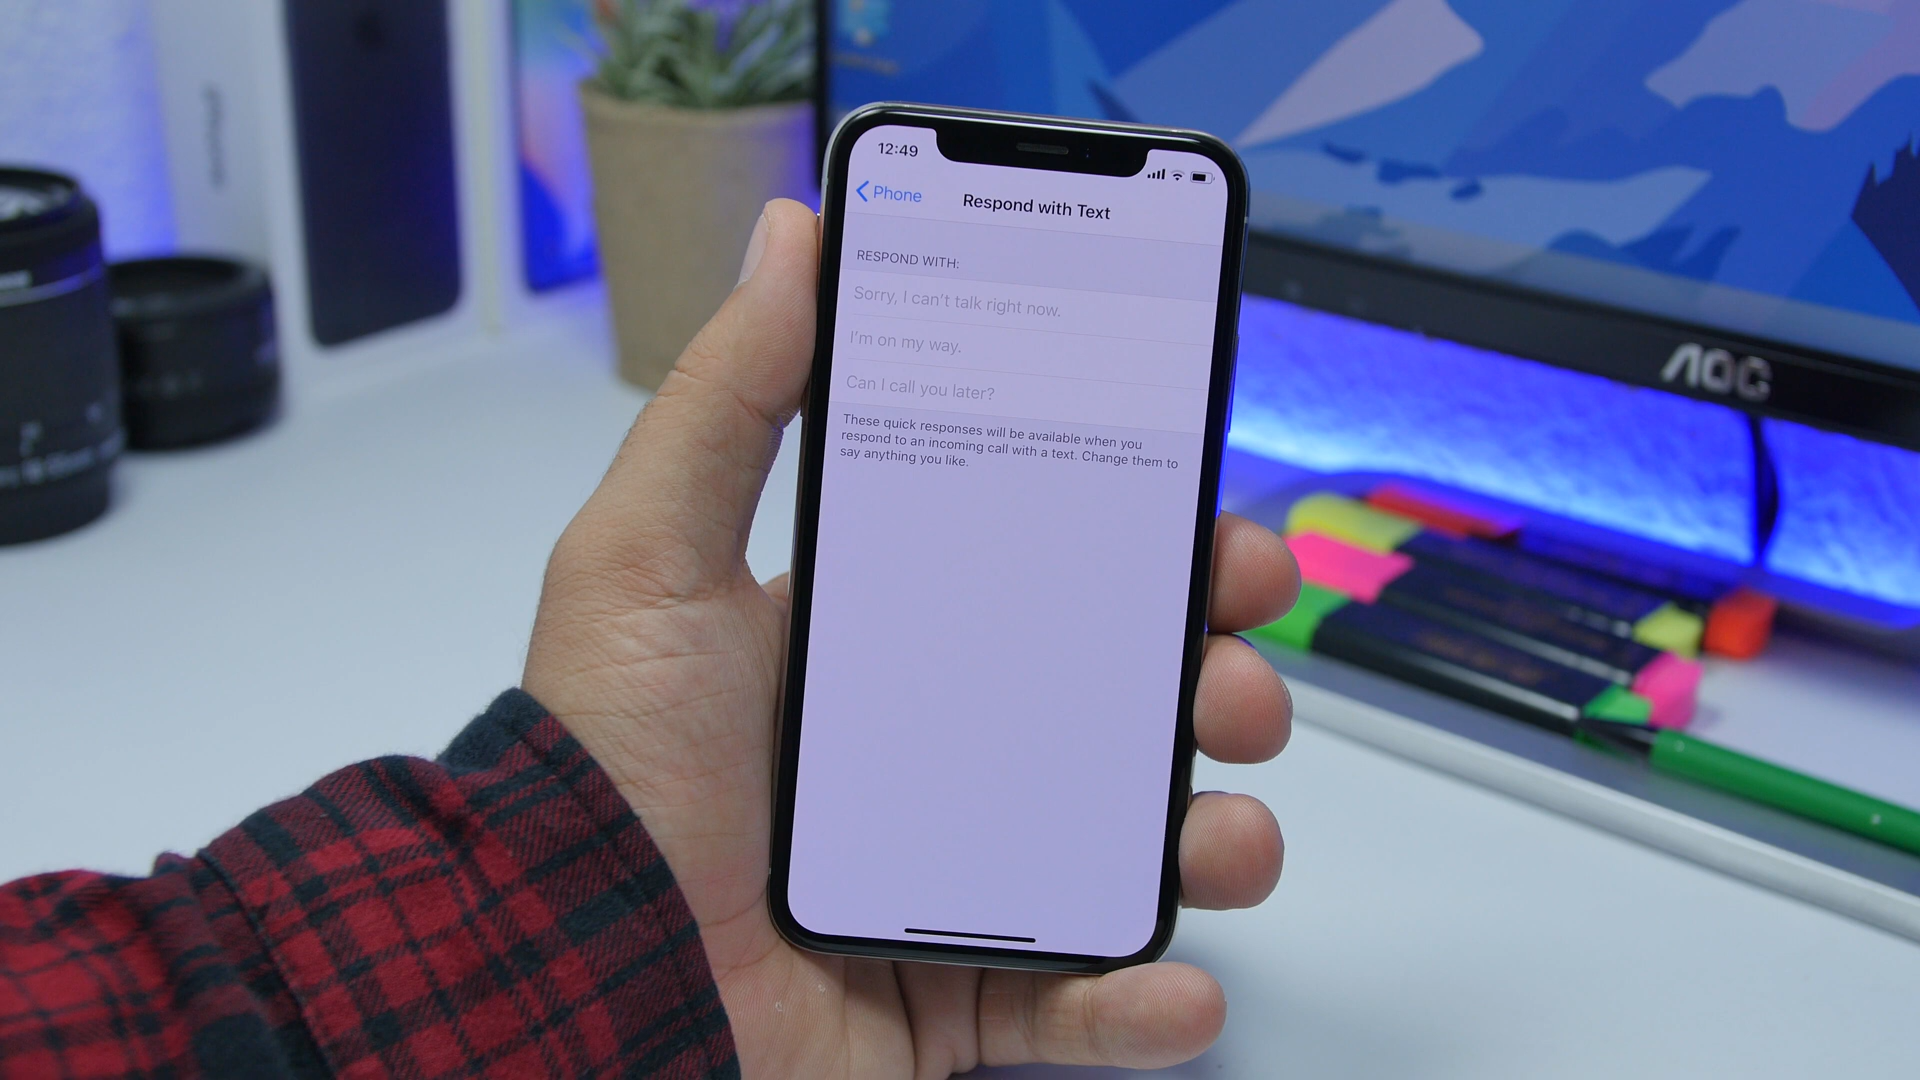 12:49
Phone
Respond with Text
RESPOND WITH:
Sorry, I can't talk right now.
I'm on my way.
Can I call you later?
These quick responses will be available when you
respond to an incoming call with a text. Change them to
say anything you like.
AOC